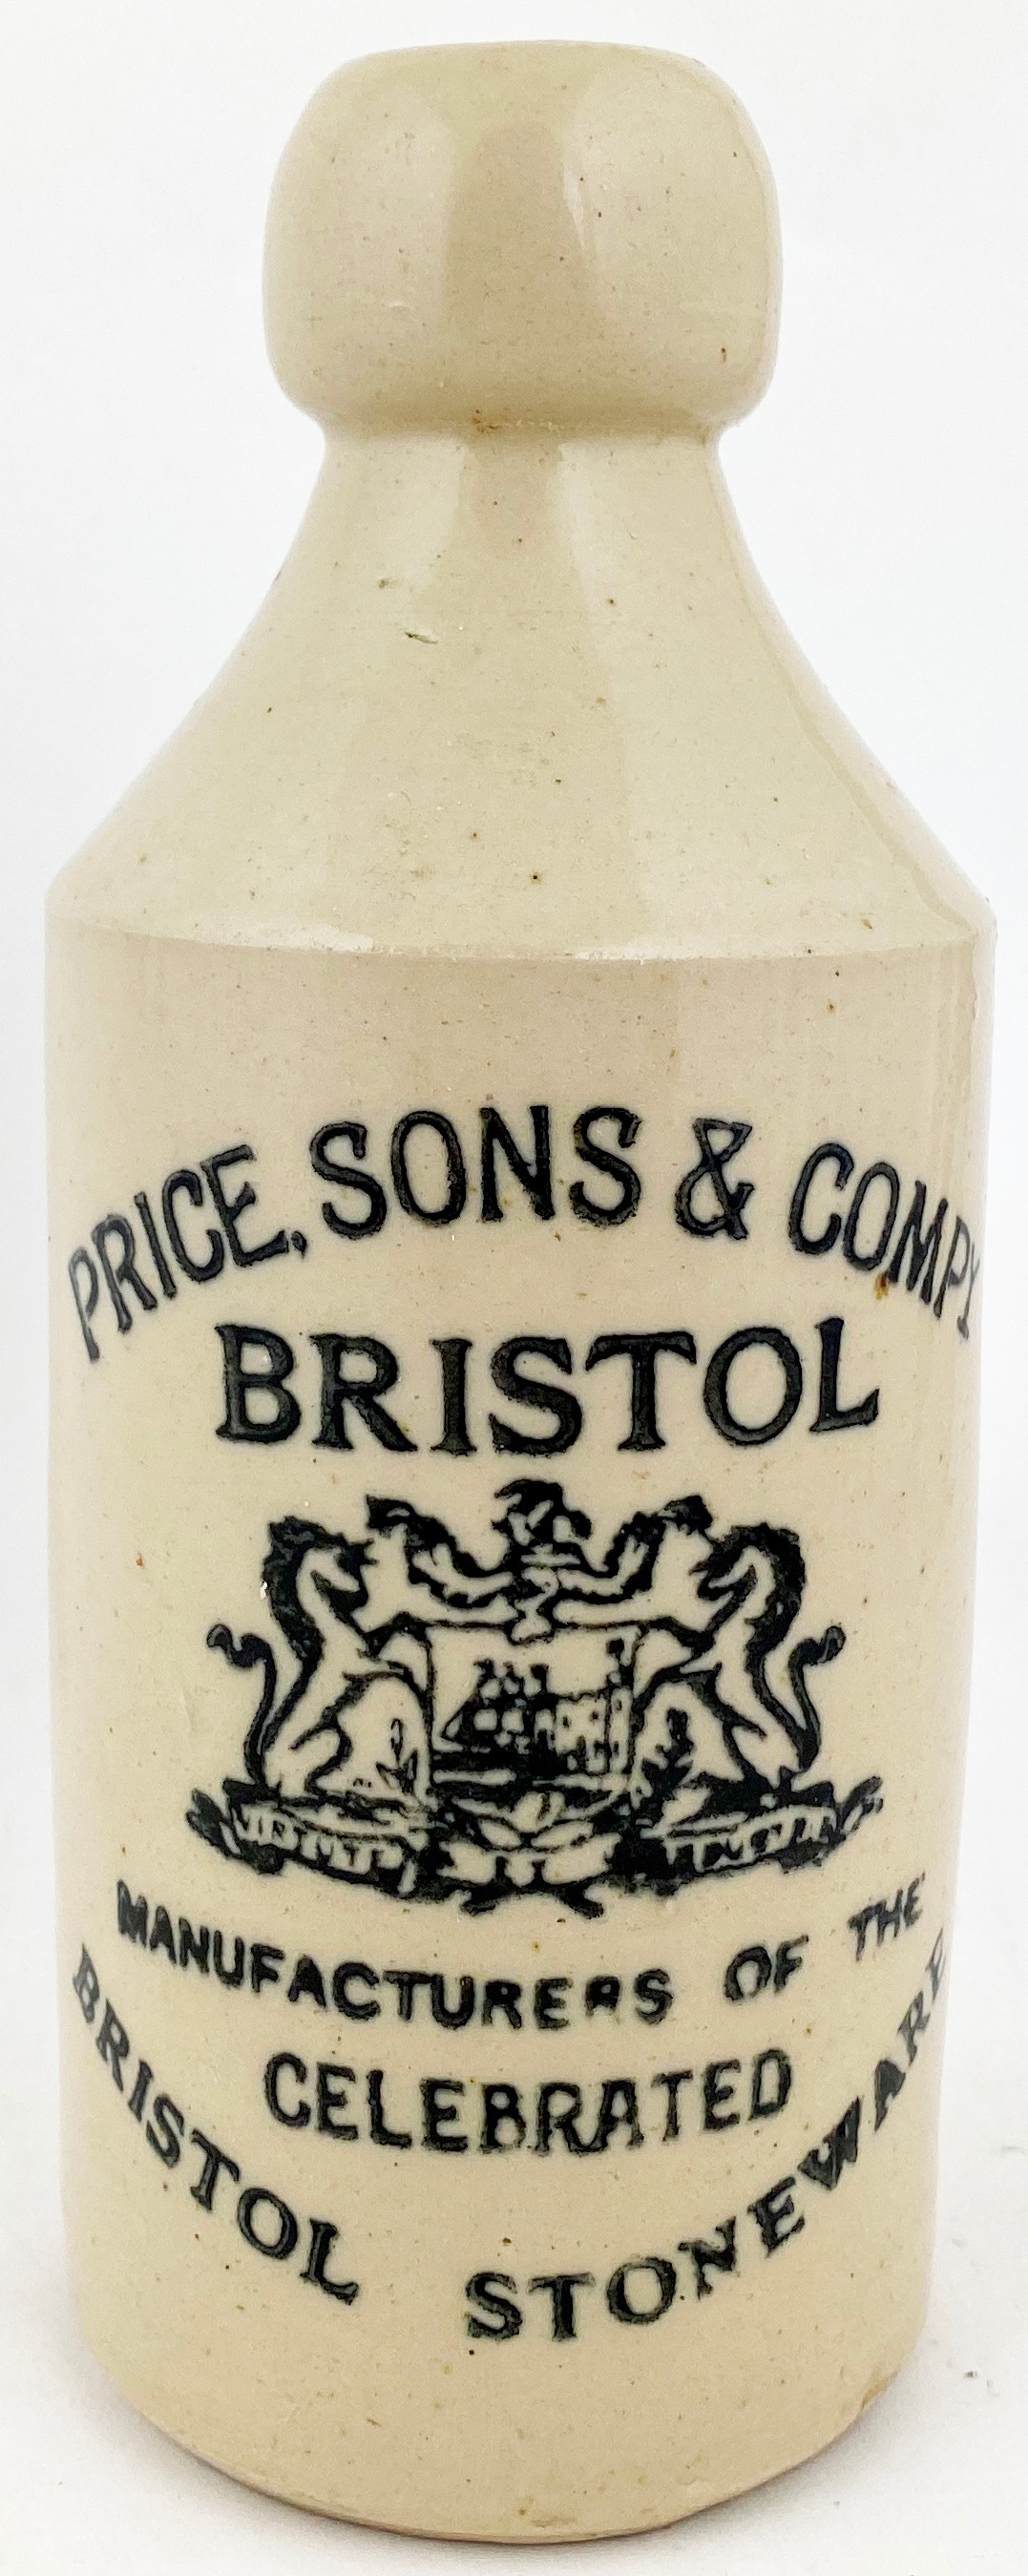 PRICE, SONS & COMPY
BRISTOL
MANUFACTURERS OF THE
CELEBRATED
BRISTOL STONEWARE